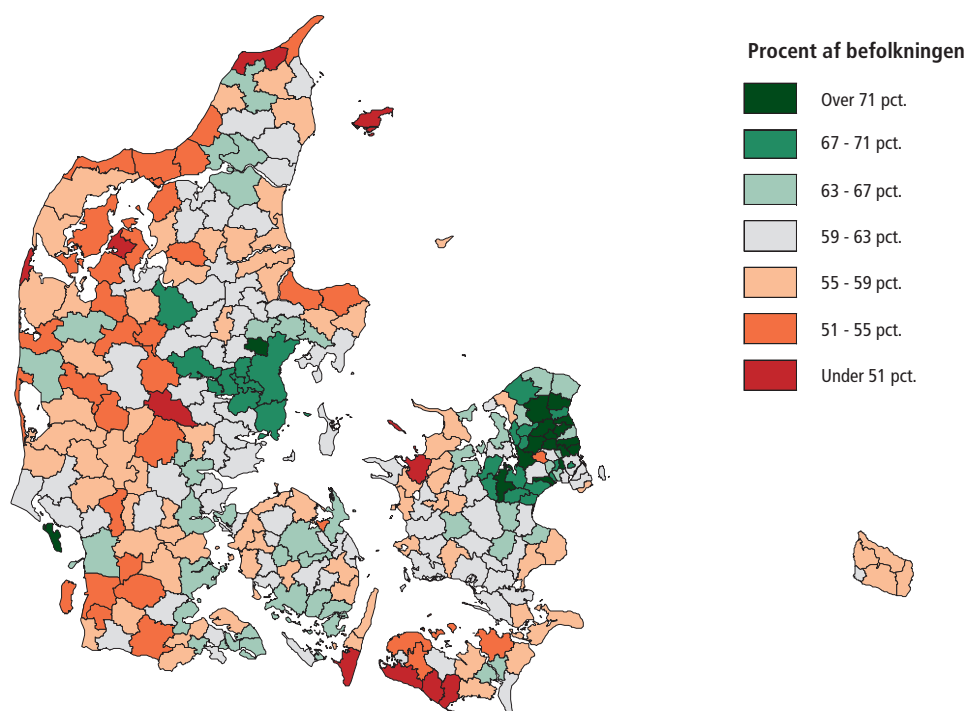 Procent af befolkningen
Over 71 pct.
67 - 71 pct.
63 - 67 pct.
59 - 63 pct.
55 - 59 pct.
51 - 55 pct.
Under 51 pct.